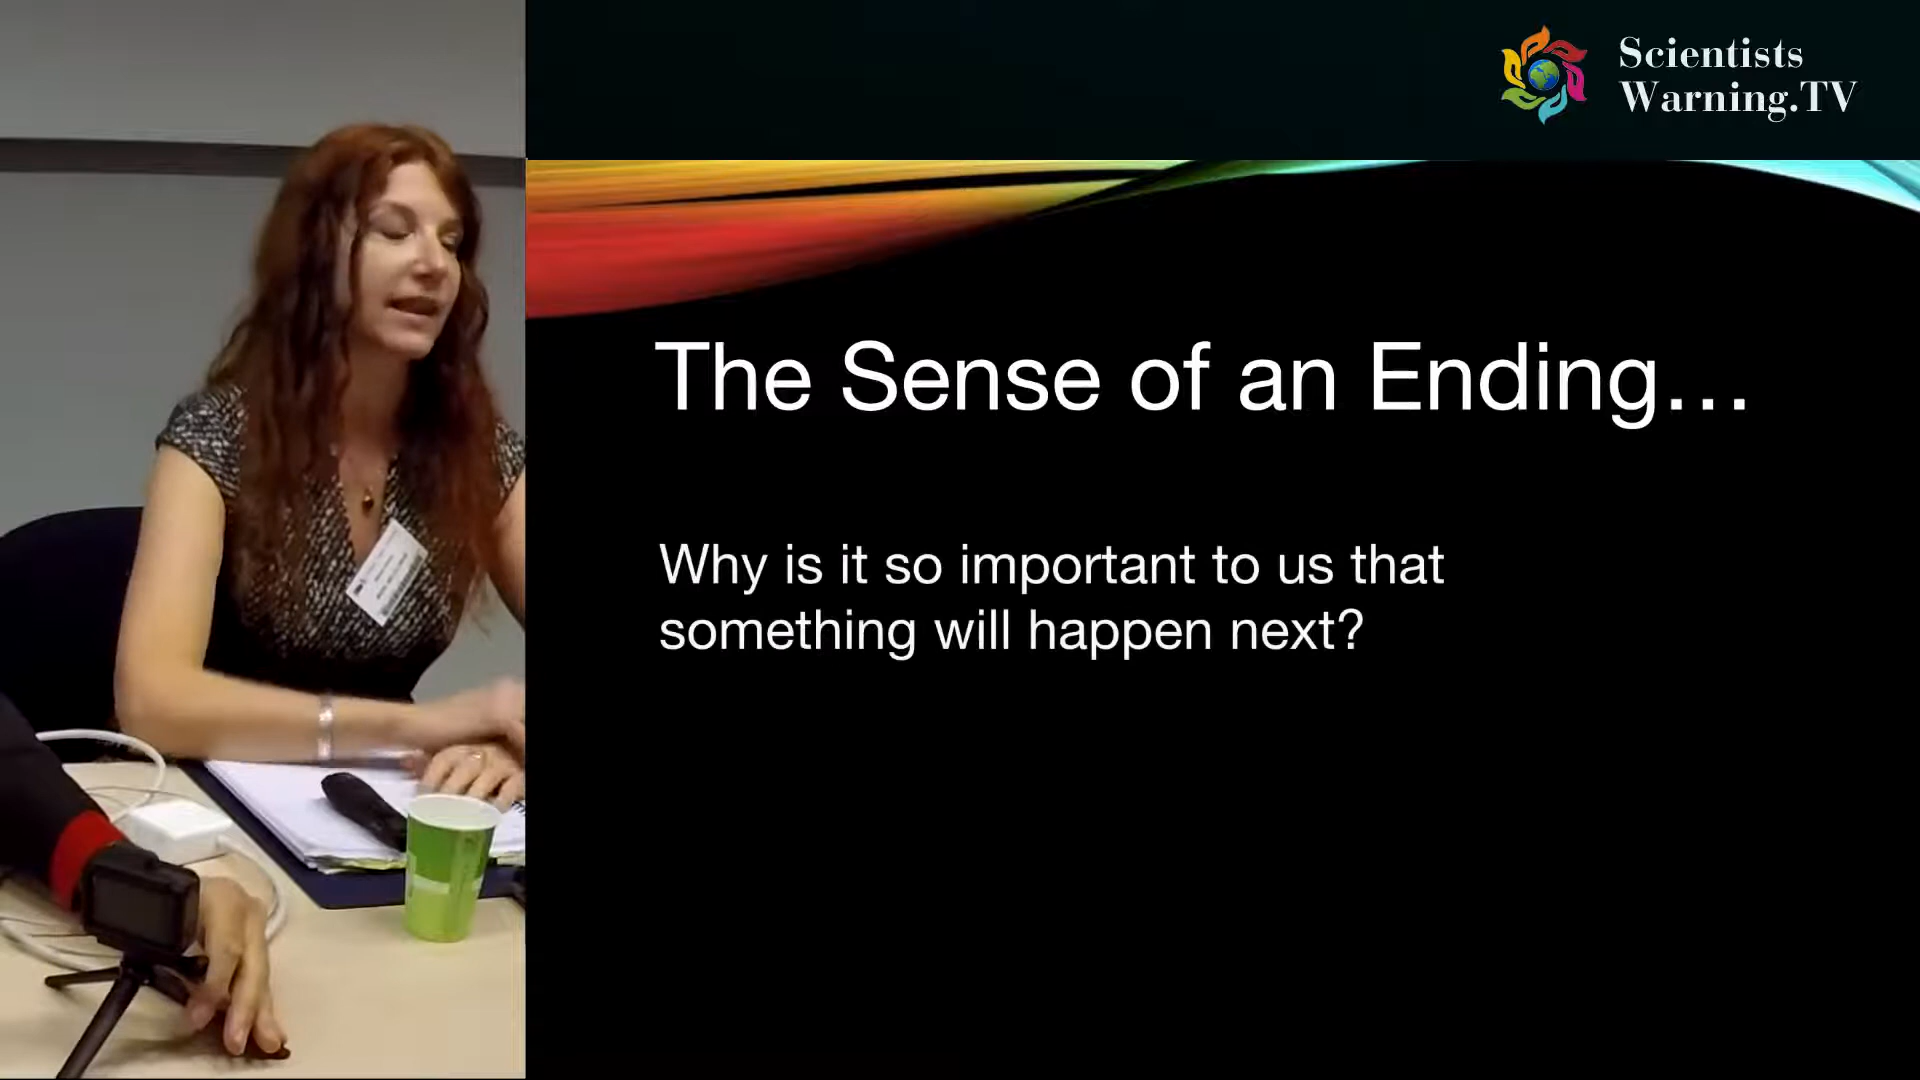 Scientists
Warning.TV
The Sense of an Ending...
Why is it so important to us that
something will happen next?